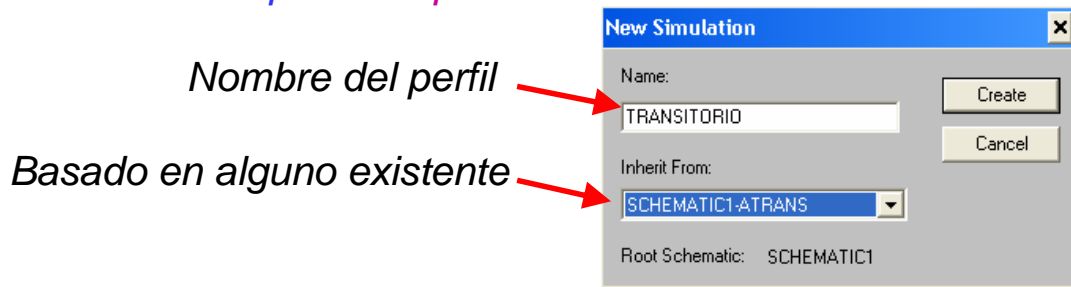 New Simulation
Nombre del perfil
Name:
TRANSITORIO
Create
Cancel
Basado en alguno existente
Inherit From:
SCHEMATIC1-ATRANS
Root Schematic: SCHEMATIC1